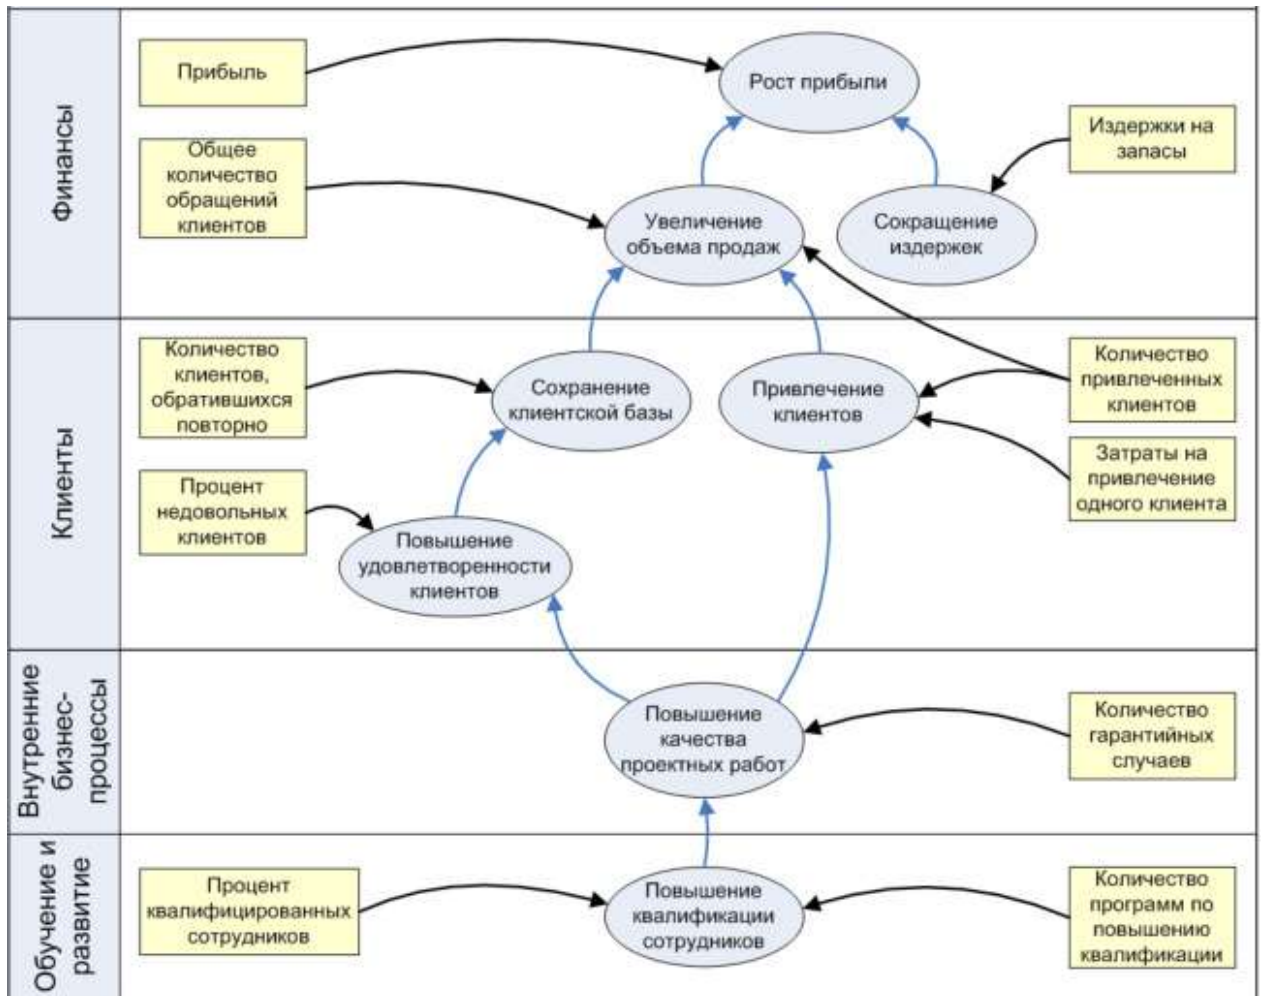 Финансы
Прибыль
Рост прибыли
Издержки на
запасы
Общее
количество
обращений
клиентов
Увеличение
объема продаж
Сокращение
издержек
Клиенты
Количество
клиентов,
обратившихся
повторно
Сохранение
клиентской базы
Привлечение
клиентов
Количество
привлеченных
клиентов
Затраты на
привлечение
одного клиента
Процент
недовольных
клиентов
Повышение
удовлетворенности
клиентов
Внутренние
бизнес-
процессы
Повышение
качества
проектных работ
Количество
гарантийных
случаев
Обучение и
развитие
Процент
квалифицированных
сотрудников
Повышение
квалификации
сотрудников
Количество
программ по
повышению
квалификации